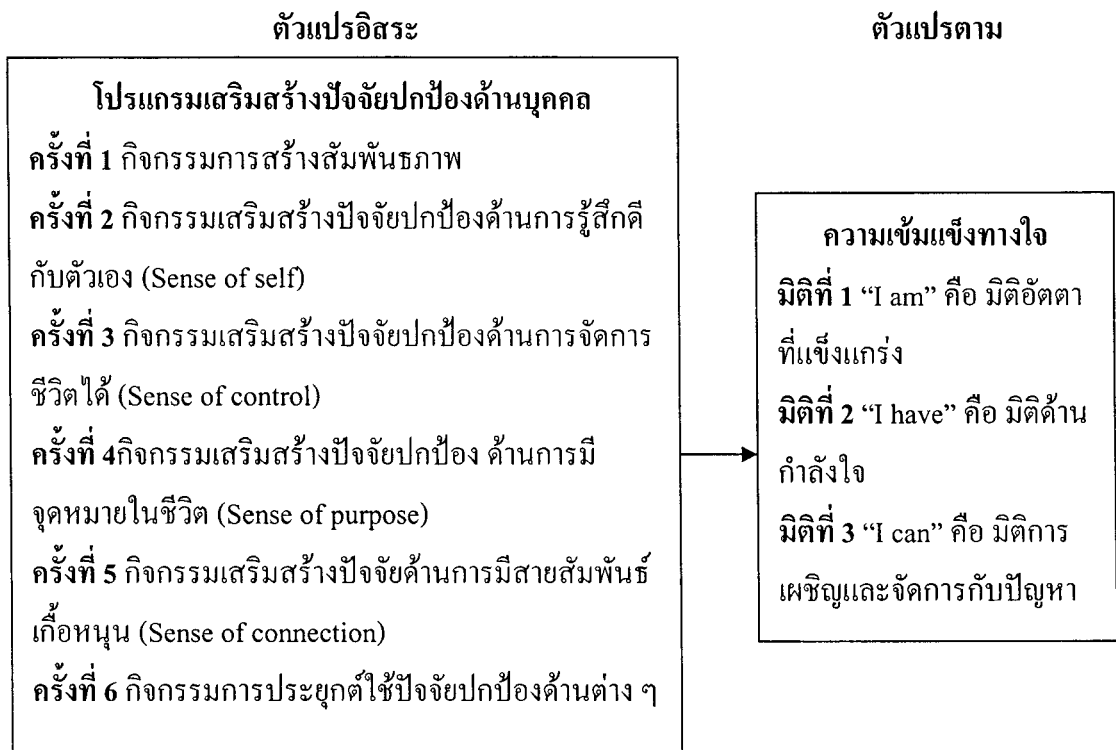 ตัวแปรอิสระ
ตัวแปรตาม
โปรแกรมเสริมสร้างปัจจัยปกป้องด้านบุคคล
ครั้งที่ 1 กิจกรรมการสร้างสัมพันธภาพ
ครั้งที่ 2 กิจกรรมเสริมสร้างปัจจัยปกป้องด้านการรู้สึกดี
กับตัวเอง (Sense of self)
ครั้งที่ 3 กิจกรรมเสริมสร้างปัจจัยปกป้องด้านการจัดการ
ชีวิตได้ (Sense of control)
ครั้งที่ 4กิจกรรมเสริมสร้างปัจจัยปกป้อง ด้านการมี
จุดหมายในชีวิต (Sense of purpose)
ครั้งที่ 5 กิจกรรมเสริมสร้างปัจจัยด้านการมีสายสัมพันธ์
เกื้อหนุน (Sense of connection)
ครั้งที่ 6 กิจกรรมการประยุกต์ใช้ปัจจัยปกป้องด้านต่าง ๆ
ความเข้มแข็งทางใจ
มิติที่ 1 “I am” คือ มิติอัตตา
ที่แข็งแกร่ง
มิติที่ 2 “I have” คือ มิติด้าน
กำลังใจ
มิติที่ 3 “I can” คือ มิติการ
เผชิญและจัดการกับปัญหา